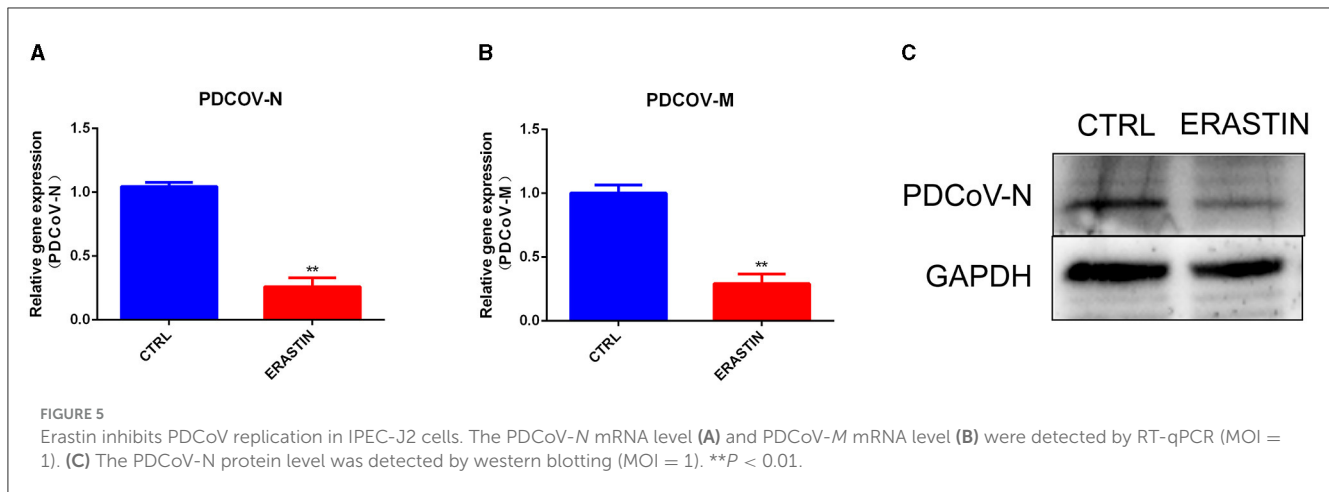 A
PDCOV-N
Relative gene expression
(PDCoV-N)
1.5
1.0
0.5
0.0
**
CTRL
ERASTIN
B
PDCOV-M
Relative gene expression
(PDCoV-M)
1.5
1.0
0.5
0.0
**
CTRL
ERASTIN
C
CTRL ERASTIN
PDCoV-N
GAPDH
FIGURE 5
Erastin inhibits PDCoV replication in IPEC-J2 cells. The PDCoV-N mRNA level (A) and PDCoV-M mRNA level (B) were detected by RT-qPCR (MOI =
1). (C) The PDCoV-N protein level was detected by western blotting (MOI = 1). **P < 0.01.